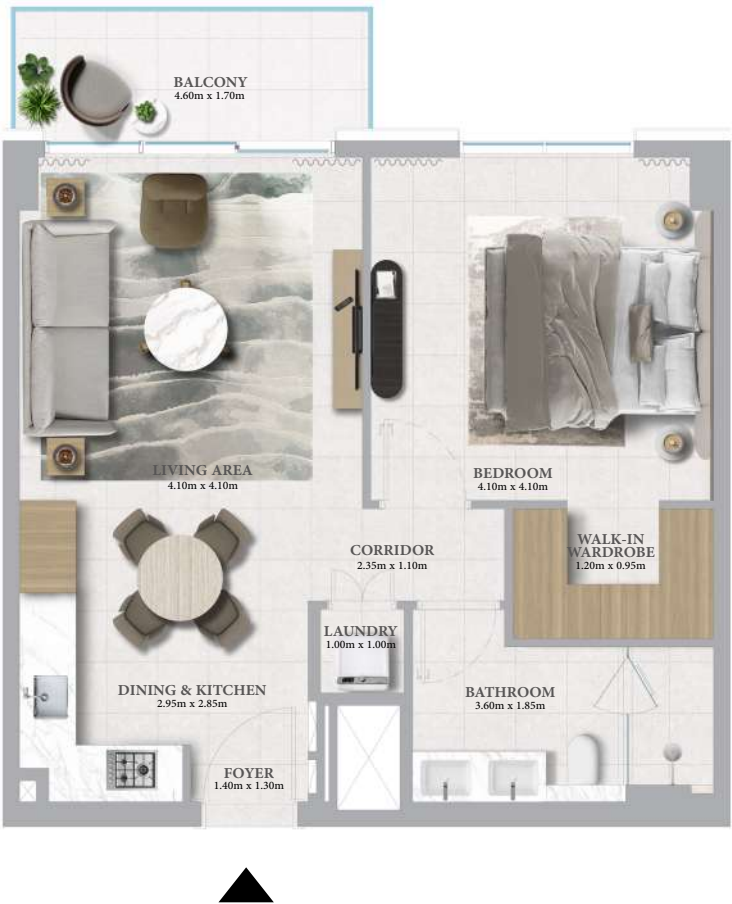 BALCONY
4.60m x 1.70m
LIVING AREA
4.10m x 4.10m
BEDROOM
4.10m x 4.10m
CORRIDOR
2.35m x 1.10m
WALK-IN
WARDROBE
1.20m x 0.95m
LAUNDRY
1.00m x 1.00m
DINING & KITCHEN
2.95m x 2.85m
BATHROOM
3.60m x 1.85m
FOYER
1.40m x 1.30m